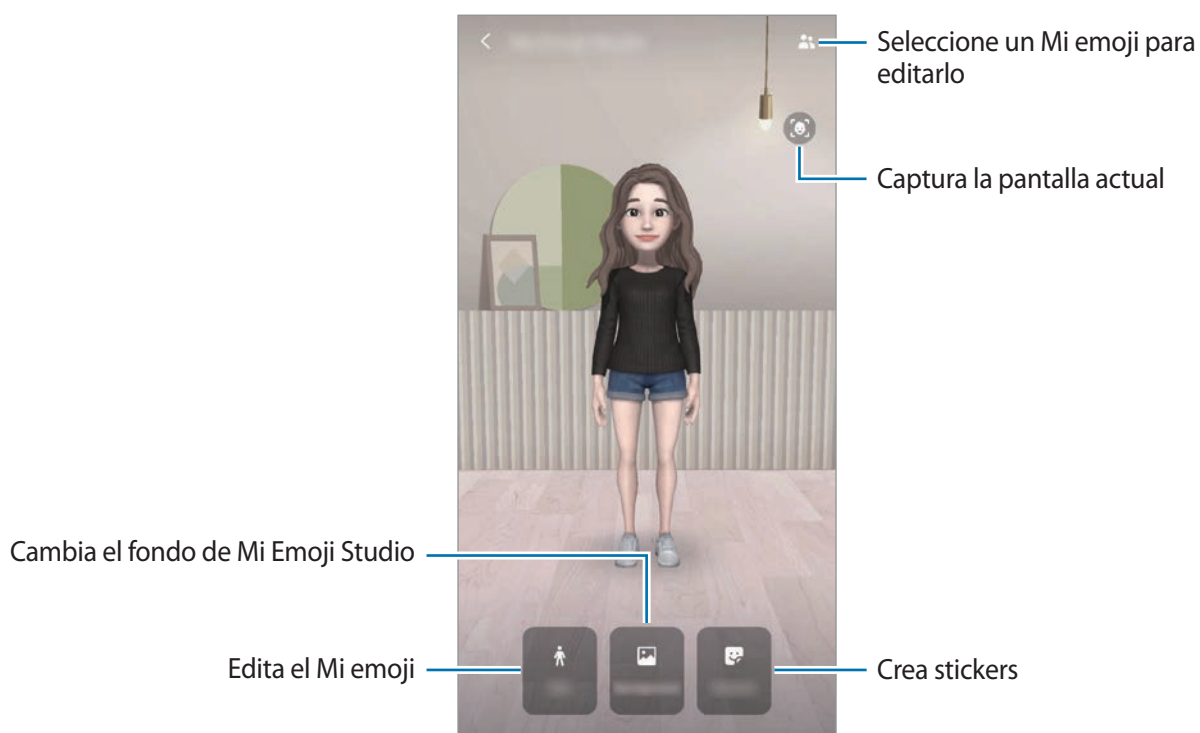 Seleccione un Mi emoji para
editarlo
Captura la pantalla actual
Cambia el fondo de Mi Emoji Studio
Edita el Mi emoji
Crea stickers